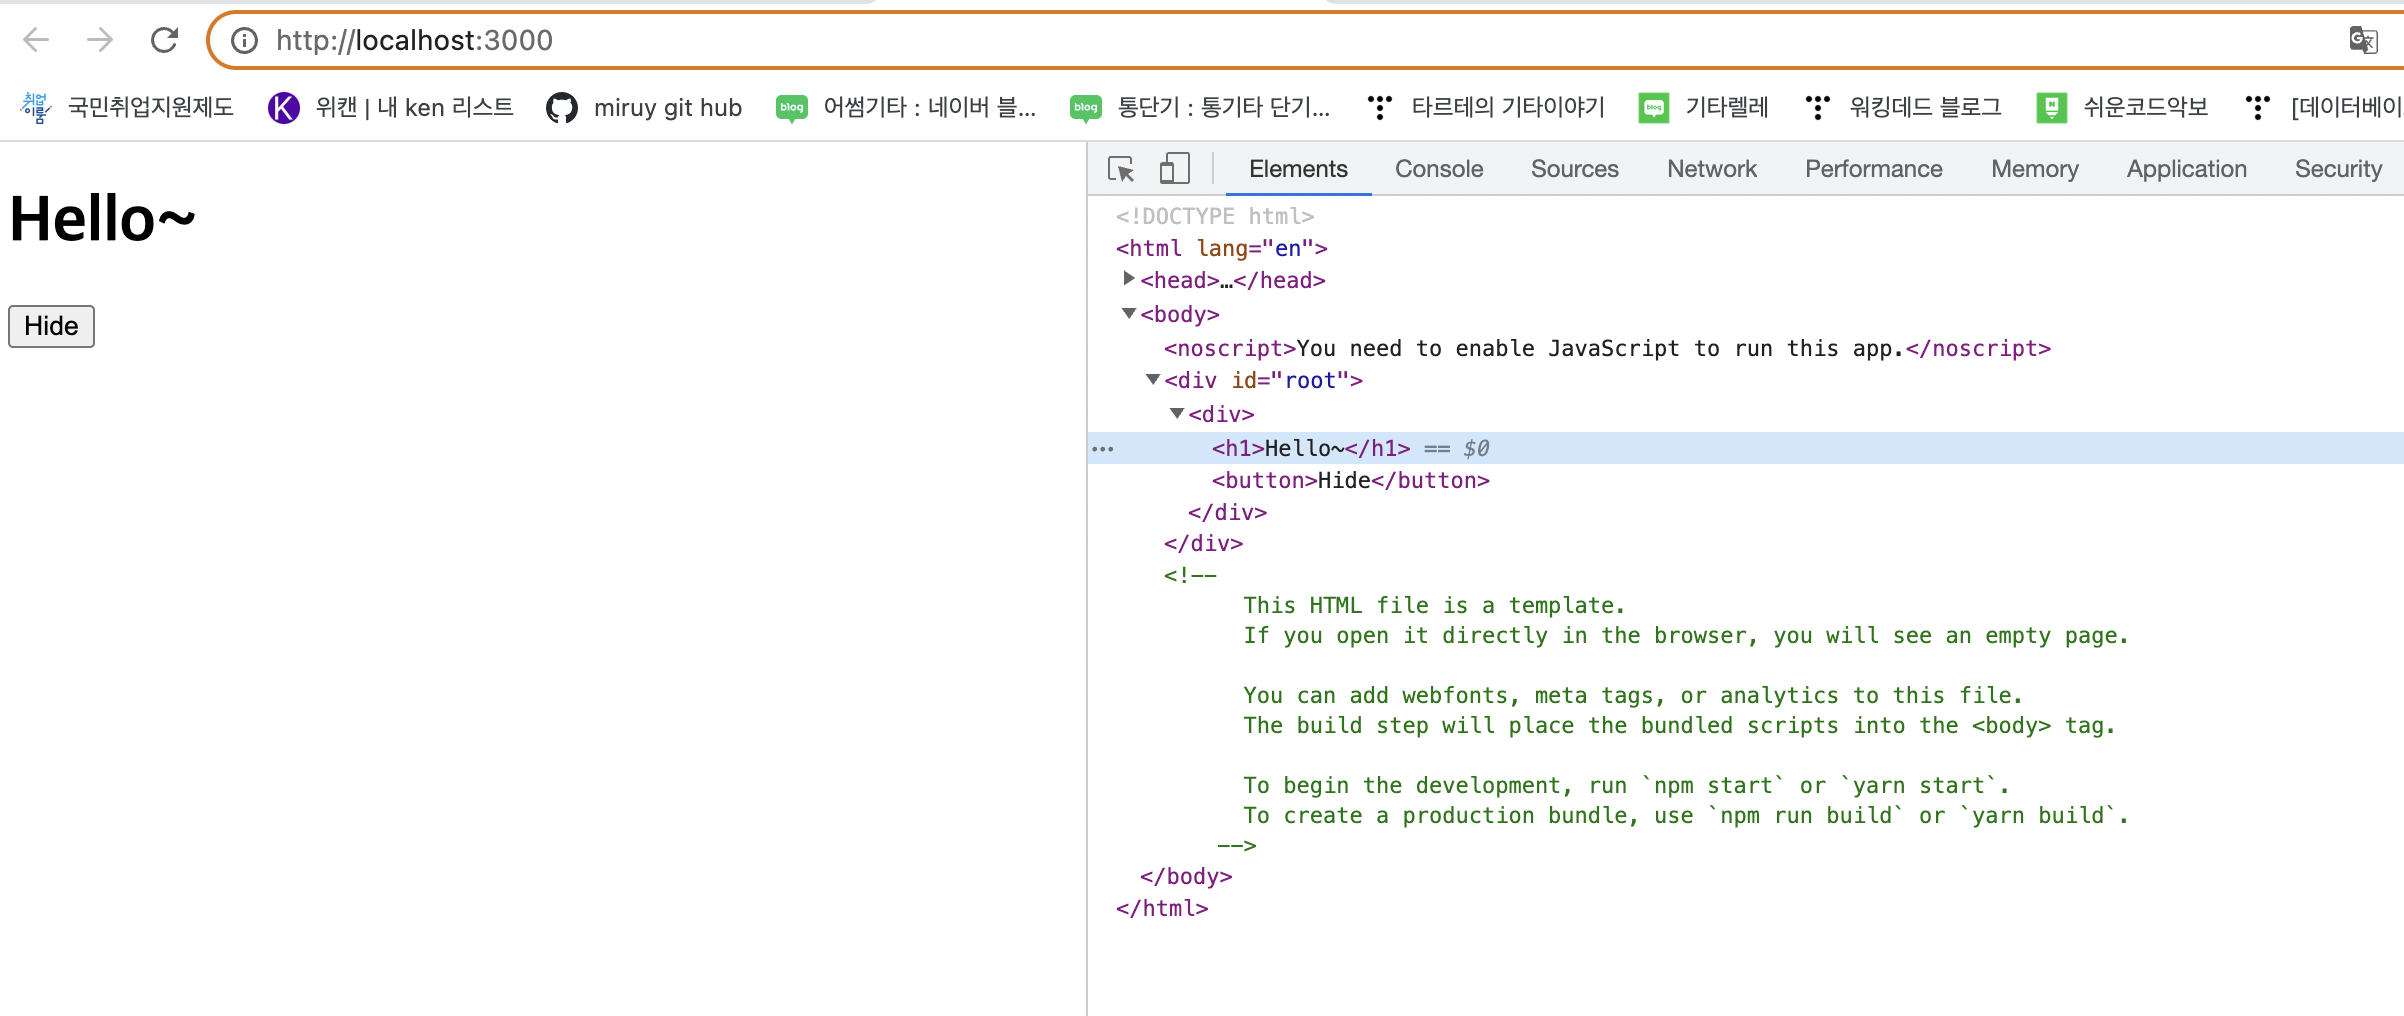 http://localhost:3000
취업이룸 국민취업지원제도 K 위캔 | 내 ken 리스트 miruy git hub blog 어썸기타 : 네이버 블... blog 통단기 : 통기타 단기... 타르테의 기타이야기 blog 기타렐레 워킹데드 블로그 N 쉬운코드악보 [데이터베이
Hello~
Hide
Elements Console Sources Network Performance Memory Application Security
<!DOCTYPE html>
<html lang="en">
<head>…</head>
<body>
<noscript>You need to enable JavaScript to run this app.</noscript>
<div id="root">
<div>
<h1>Hello~</h1> == $0
<button>Hide</button>
</div>
</div>
<!--
This HTML file is a template.
If you open it directly in the browser, you will see an empty page.
You can add webfonts, meta tags, or analytics to this file.
The build step will place the bundled scripts into the <body> tag.
To begin the development, run `npm start` or `yarn start`.
To create a production bundle, use `npm run build` or `yarn build`.
-->
</body>
</html>